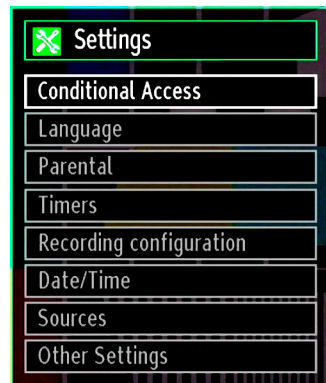 Settings
Conditional Access
Language
Parental
Timers
Recording configuration
Date/Time
Sources
Other Settings